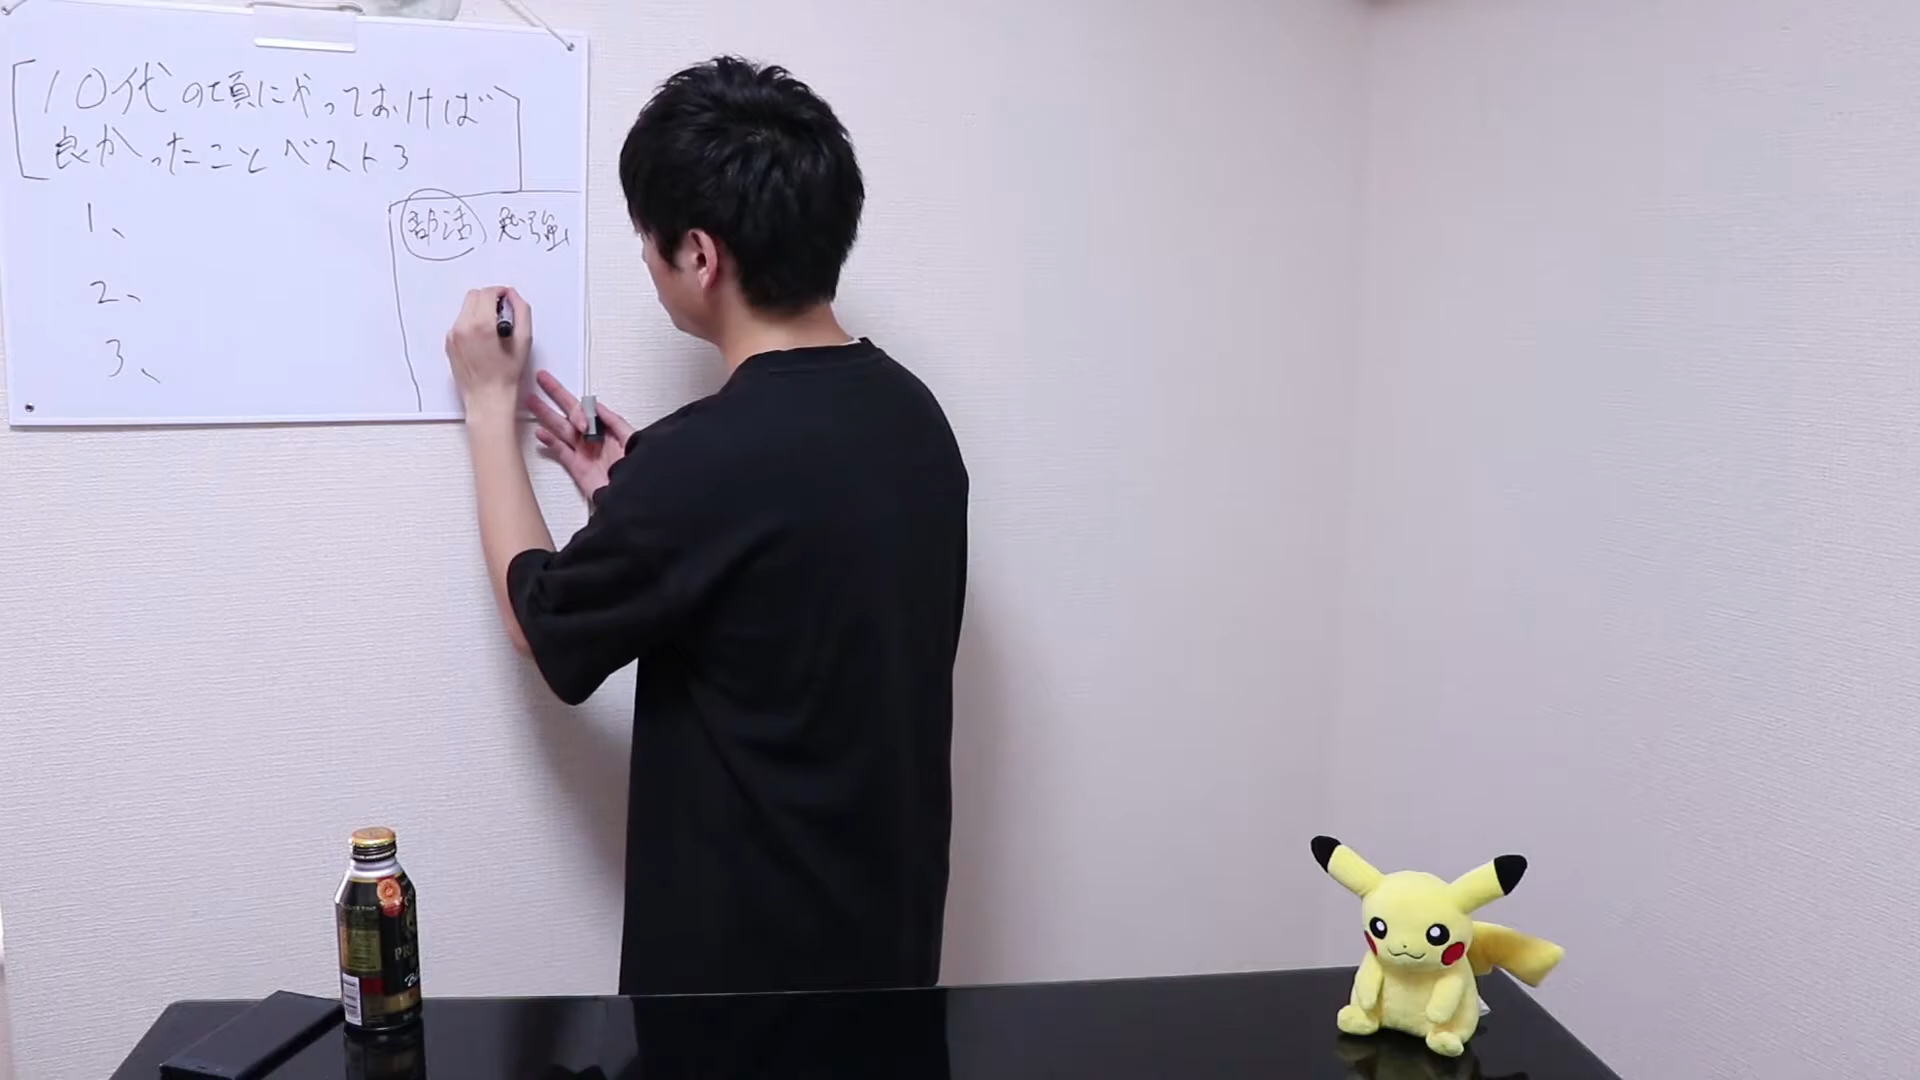 10代の頃にやっておけば
良かったことベスト3
1、
部活 勉強
2、
3、